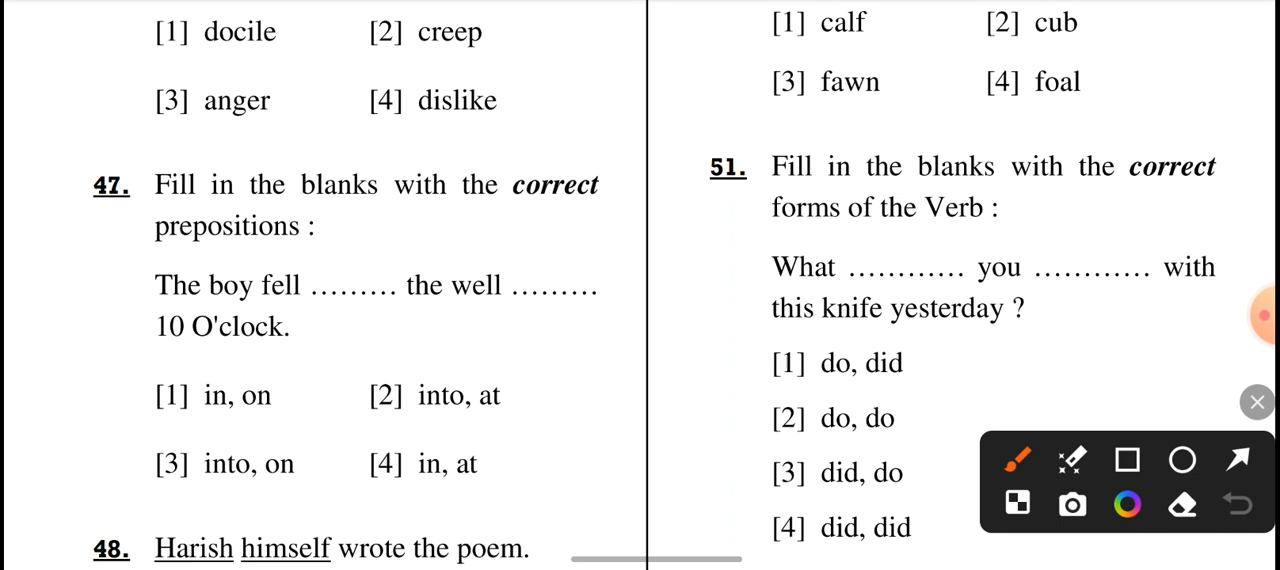 [1] docile [2] creep
[3] anger [4] dislike
47. Fill in the blanks with the correct
prepositions :
The boy fell ......... the well .........
10 O'clock.
[1] in, on [2] into, at
[3] into, on [4] in, at
48. Harish himself wrote the poem.
[1] calf [2] cub
[3] fawn [4] foal
51. Fill in the blanks with the correct
forms of the Verb :
What ............ you ............ with
this knife yesterday ?
[1] do, did
[2] do, do
[3] did, do
[4] did, did